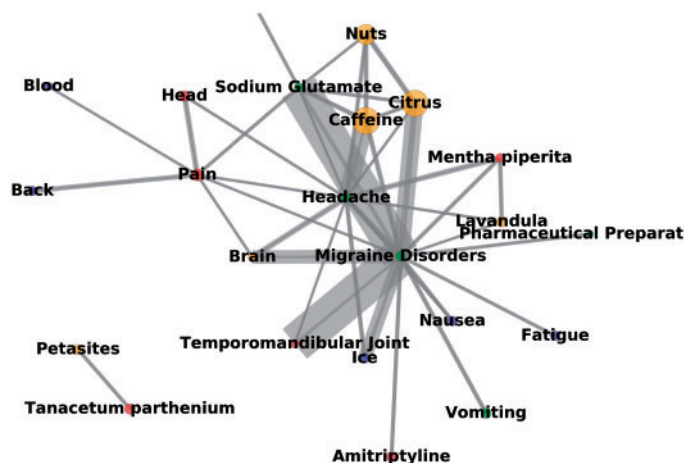 Nuts
Blood
Sodium Glutamate
Head
Citrus
Caffeine
Mentha piperita
Pain
Back
Headache
Lavandula
Pharmaceutical Preparat
Brain
Migraine Disorders
Nausea
Fatigue
Petasites
Temporomandibular Joint
Ice
Tanacetum parthenium
Vomiting
Amitriptyline